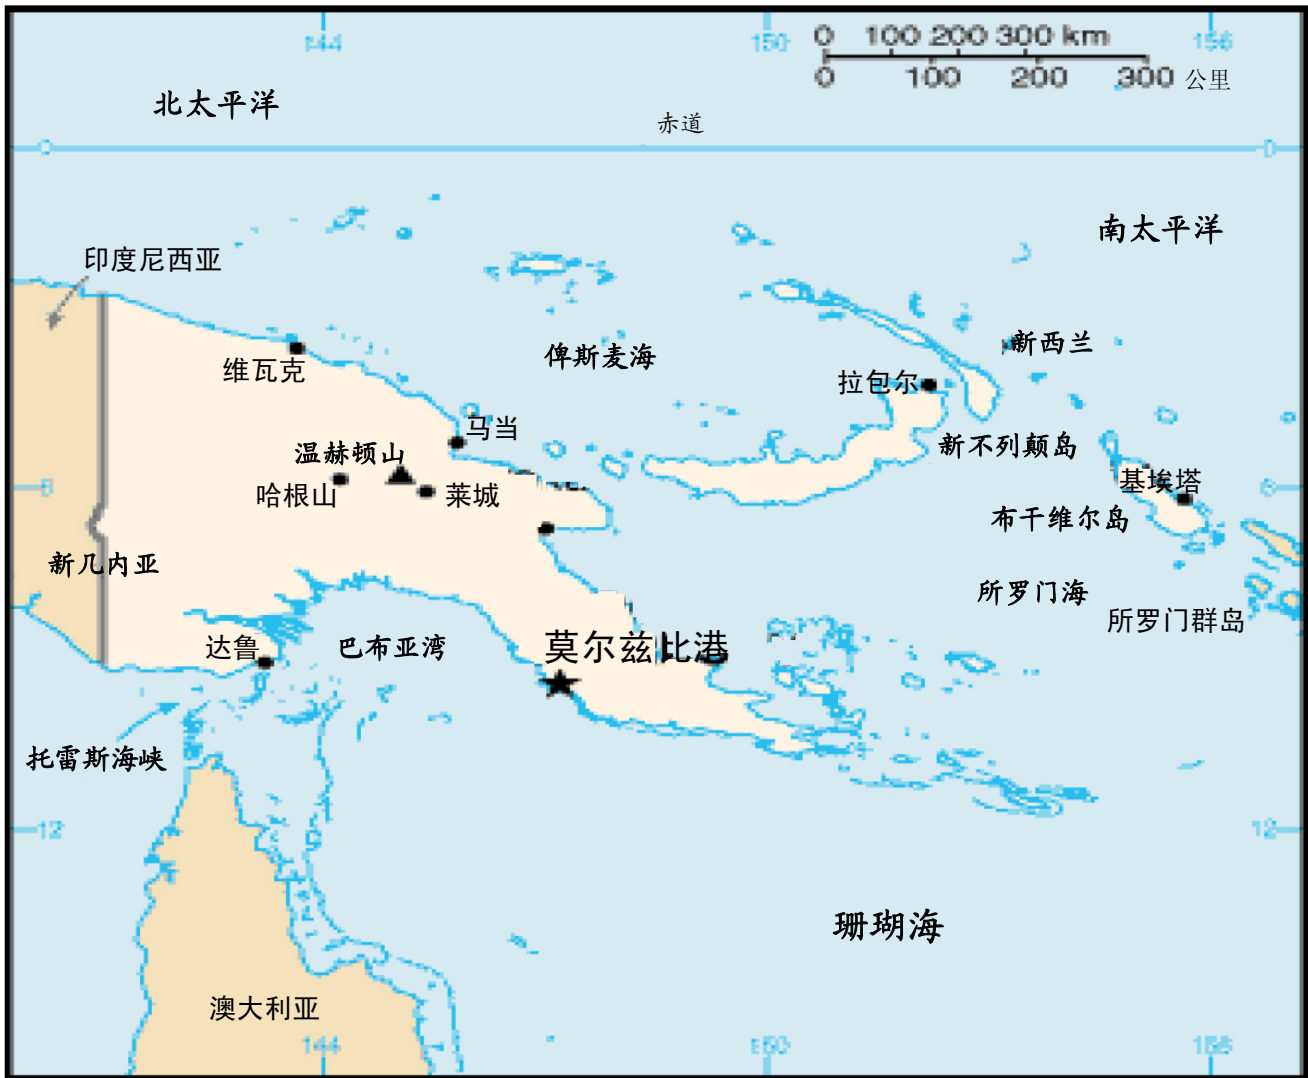 144
150
156
0 100 200 300 km
0 100 200 300 公里
北太平洋
赤道
0
0
南太平洋
印度尼西亚
新西兰
俾斯麦海
维瓦克
拉包尔
马当
新不列颠岛
温赫顿山
基埃塔
哈根山
莱城
6
6
布干维尔岛
新几内亚
所罗门海
所罗门群岛
达鲁
巴布亚湾
莫尔兹比港
托雷斯海峡
12
12
珊瑚海
澳大利亚
144
150
156